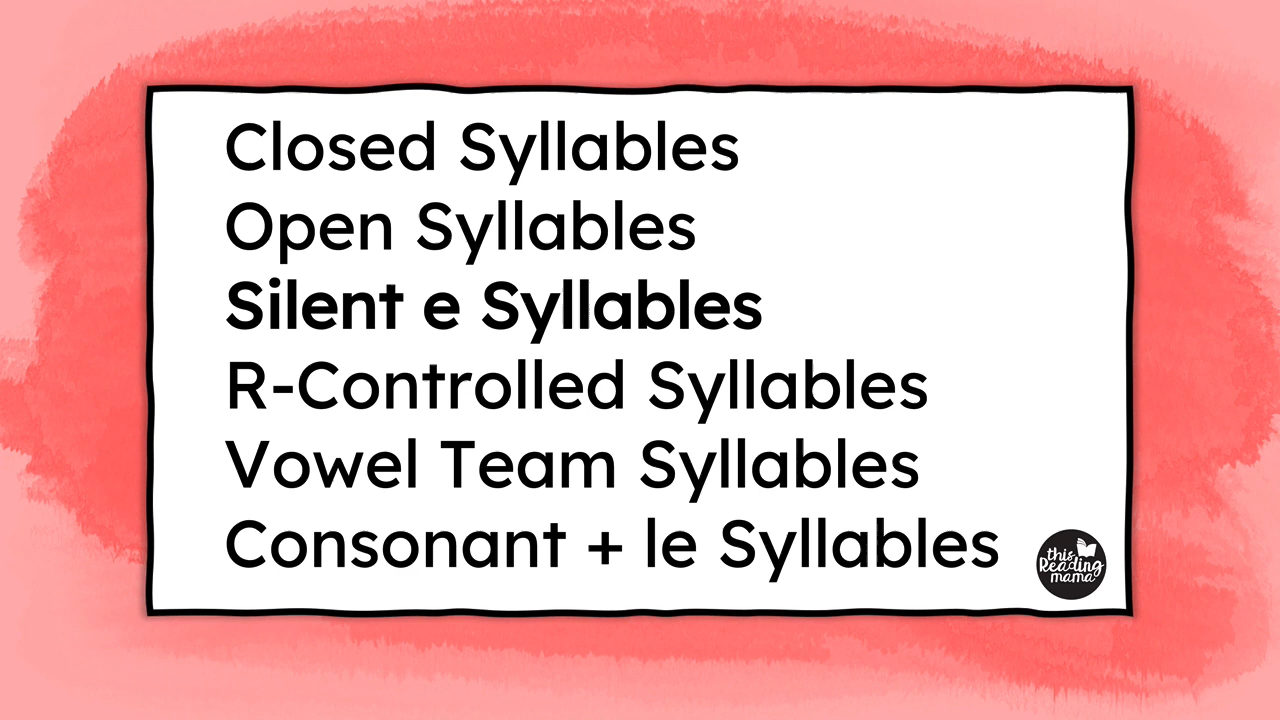 Closed Syllables
Open Syllables
Silent e Syllables
R-Controlled Syllables
Vowel Team Syllables
Consonant + le Syllables
this
Reading
mama